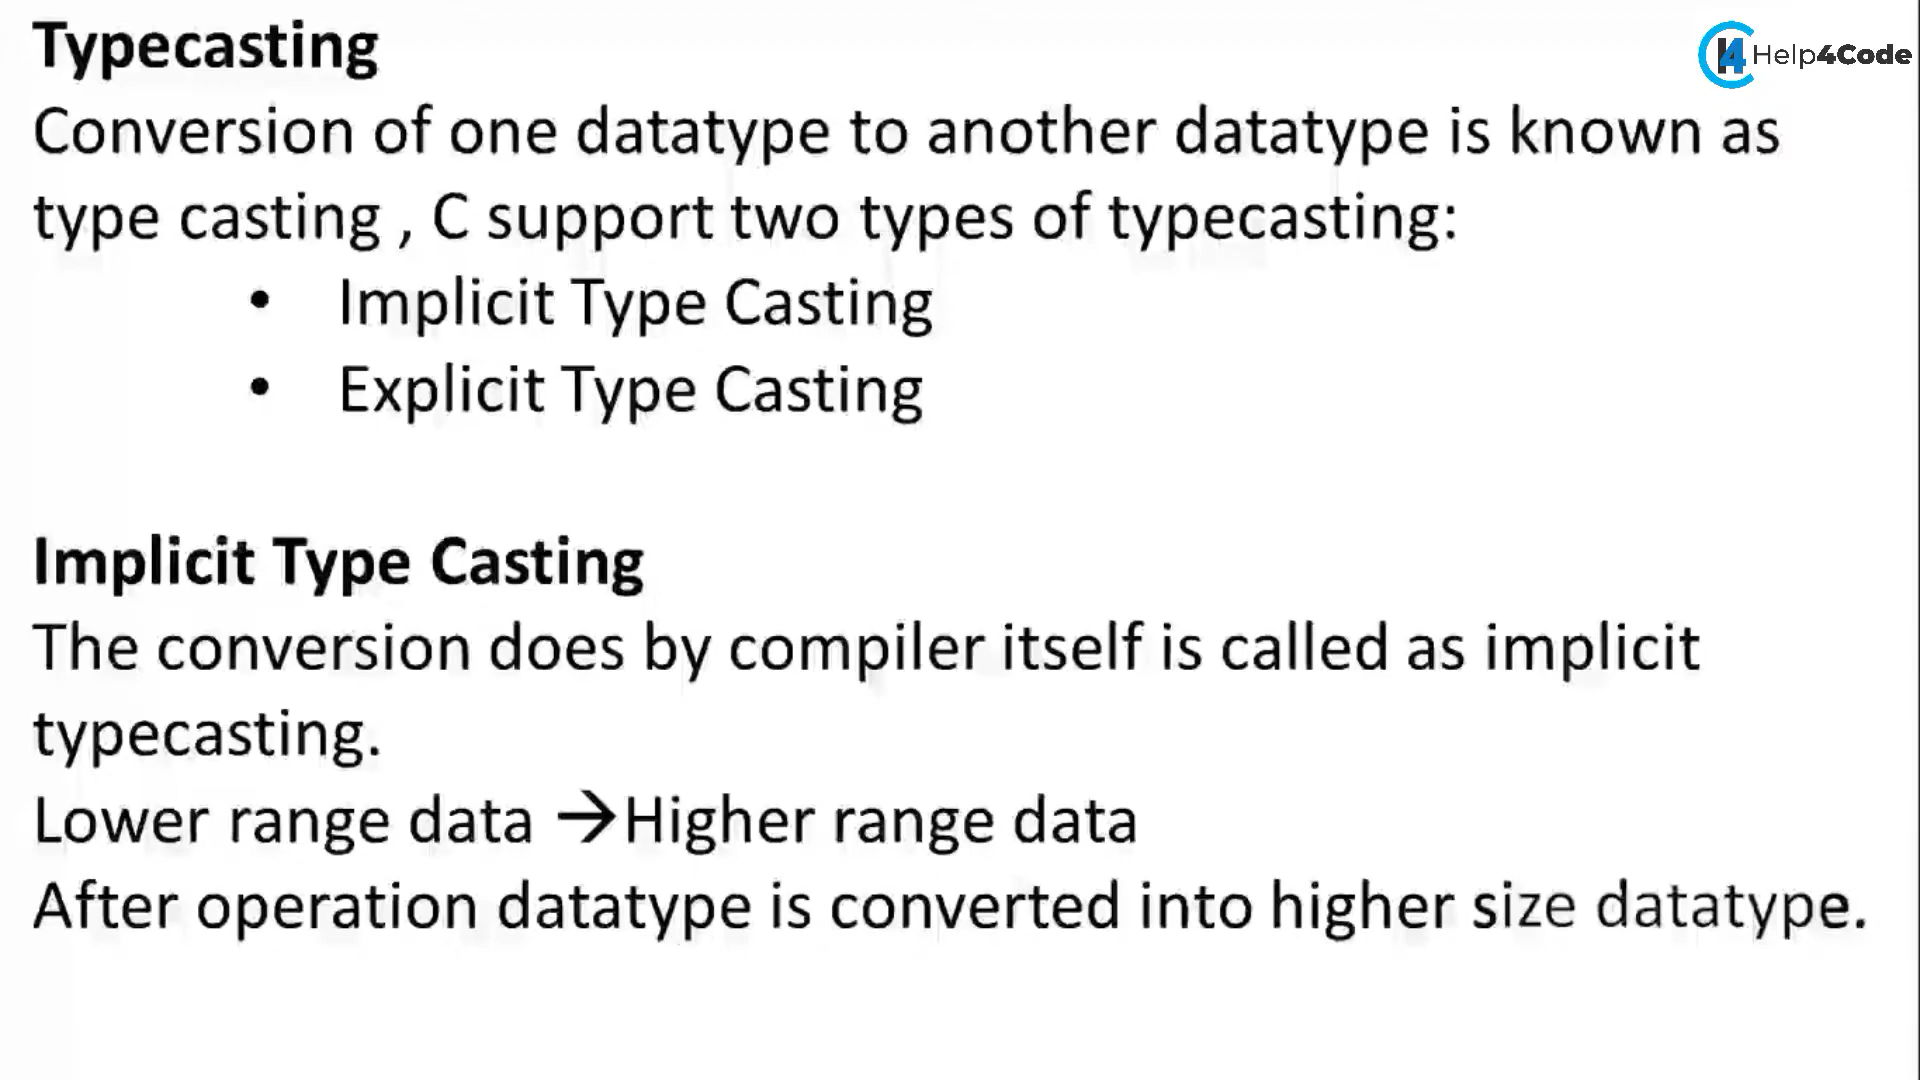 Typecasting
Help4Code
Conversion of one datatype to another datatype is known as
type casting , C support two types of typecasting:
• Implicit Type Casting
• Explicit Type Casting
Implicit Type Casting
The conversion does by compiler itself is called as implicit
typecasting.
Lower range data →Higher range data
After operation datatype is converted into higher size datatype.